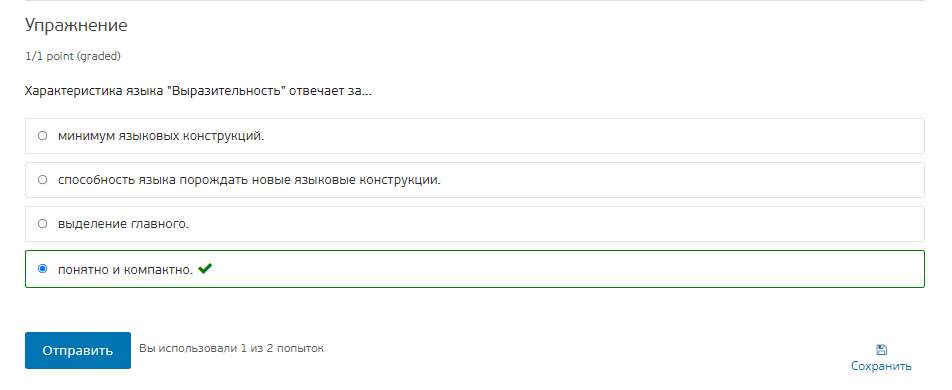 Упражнение
1/1 point (graded)
Характеристика языка "Выразительность" отвечает за...
минимум языковых конструкций.
способность языка порождать новые языковые конструкции.
выделение главного.
понятно и компактно.
Отправить
Вы использовали 1 из 2 попыток
Сохранить